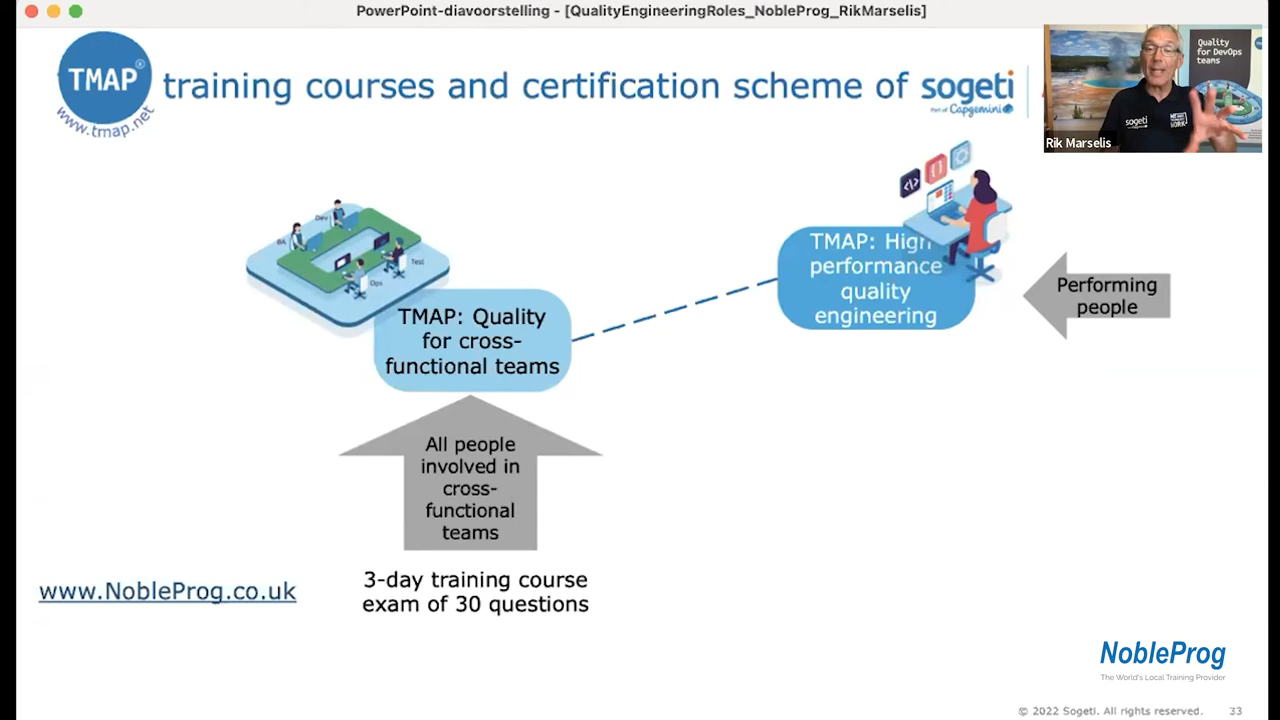 PowerPoint-diavoorstelling - [QualityEngineeringRoles_NobleProg_RikMarselis]
TMAP®
www.tmap.net
training courses and certification scheme of
sogeti
Part of Capgemini
Quality
for DevOps
teams
sogeti
Rik Marselis
Dev
BA
Test
Ops
TMAP: Quality
for cross-
functional teams
TMAP: High
performance
quality
engineering
Performing
people
All people
involved in
cross-
functional
teams
3-day training course
exam of 30 questions
www.NobleProg.co.uk
NobleProg
The World's Local Training Provider
© 2022 Sogeti. All rights reserved.
33